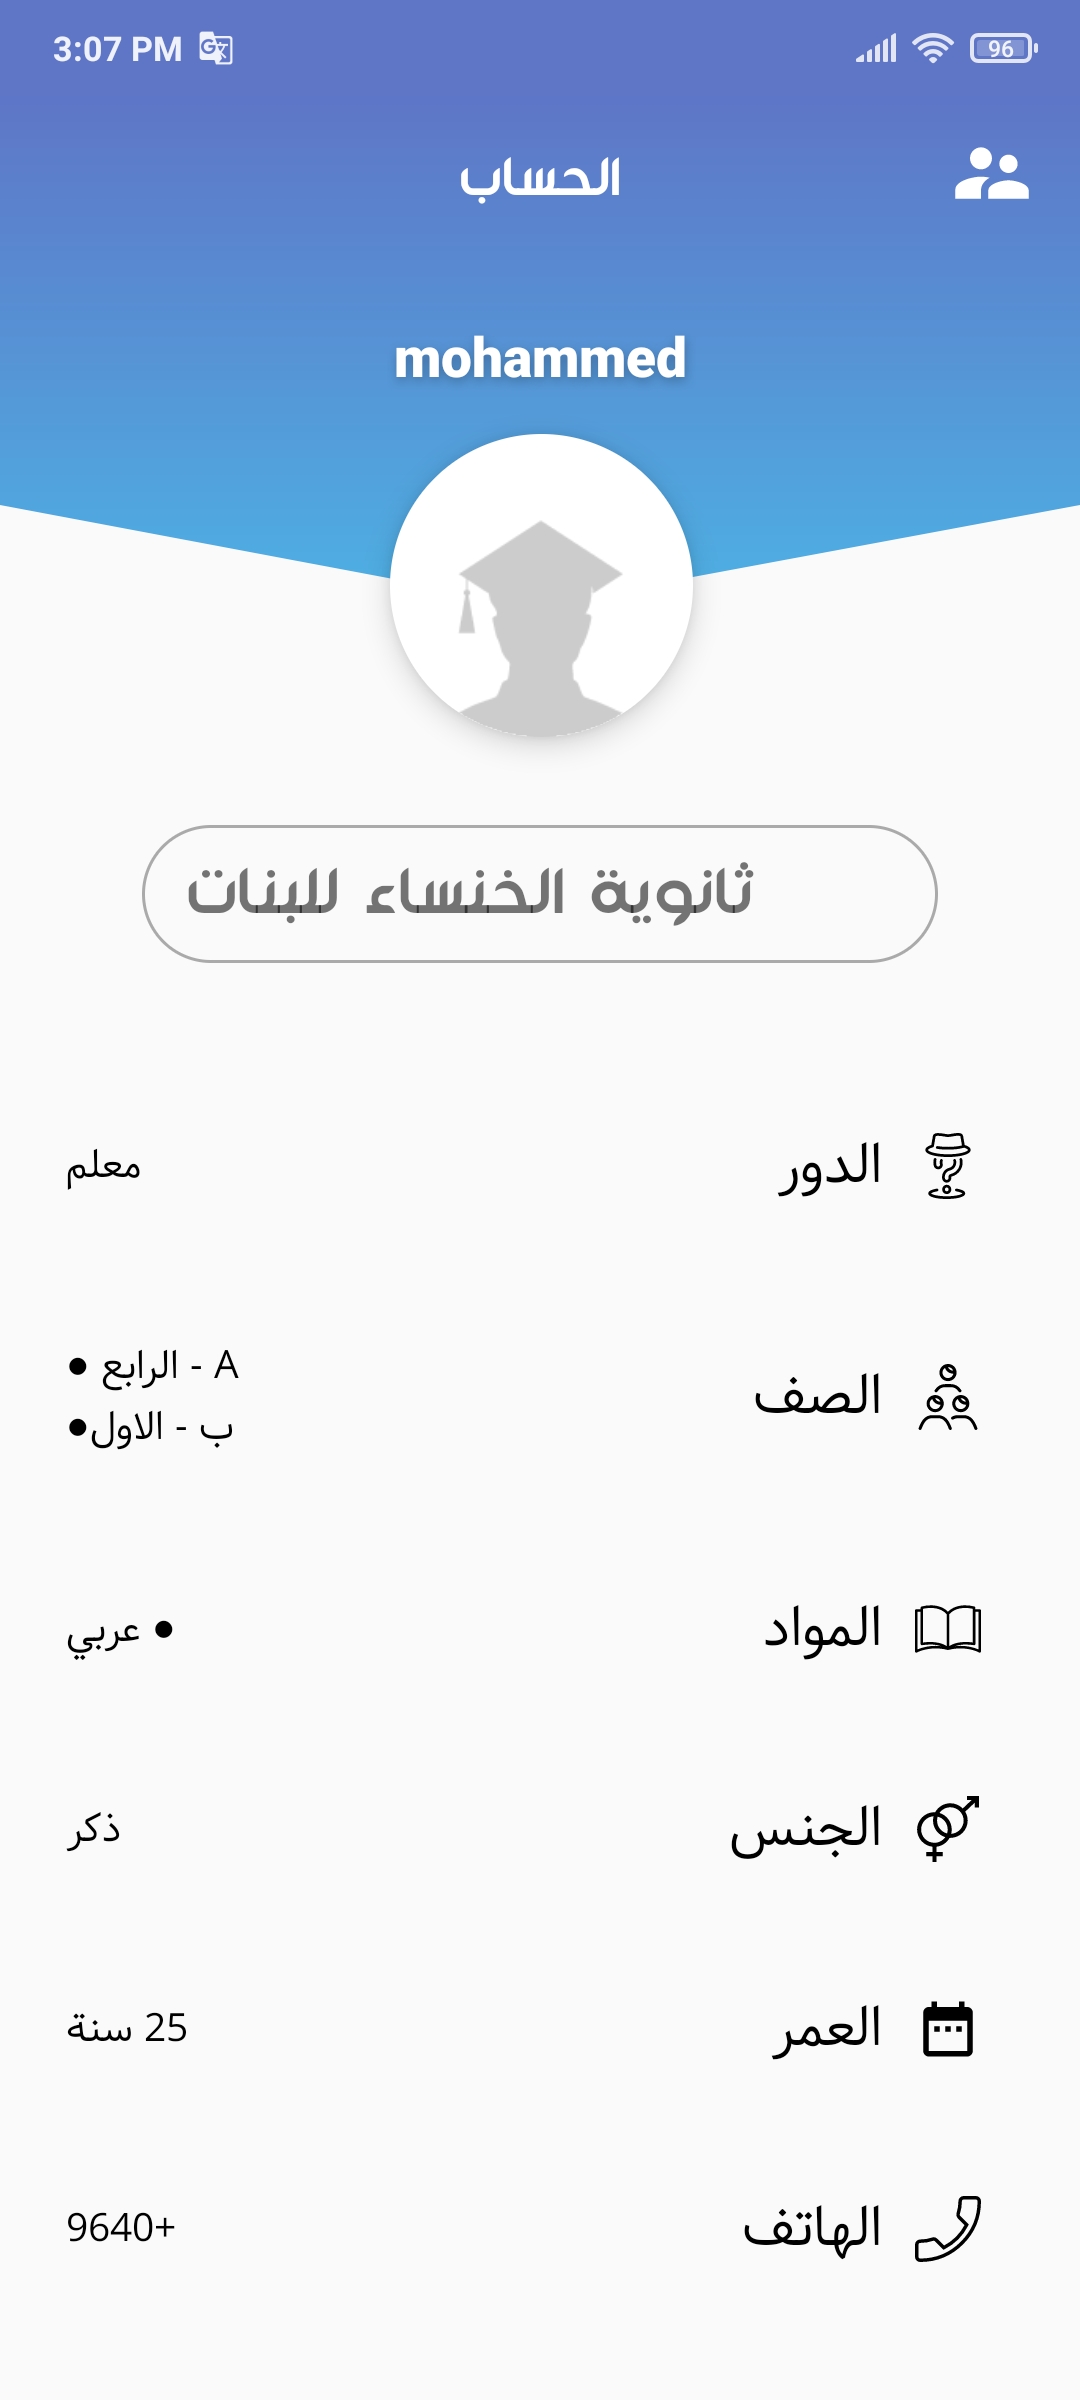 3:07 PM
96
الحساب
mohammed
ثانوية الخنساء للبنات
الدور
معلم
الصف
A - الرابع ●
ب - الاول●
المواد
● عربي
الجنس
ذكر
العمر
25 سنة
الهاتف
9640+